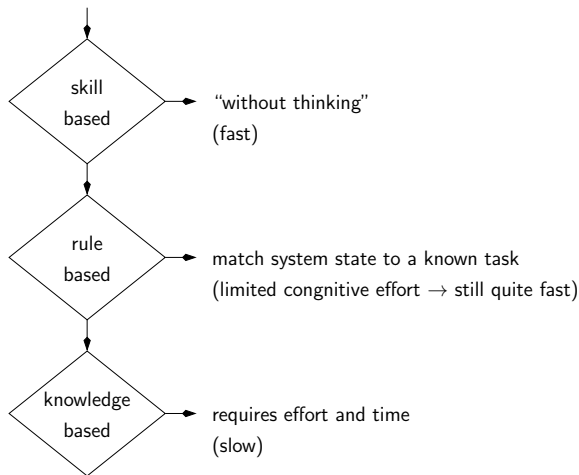 skill
based
“without thinking”
(fast)
rule
based
match system state to a known task
(limited congnitive effort → still quite fast)
knowledge
based
requires effort and time
(slow)